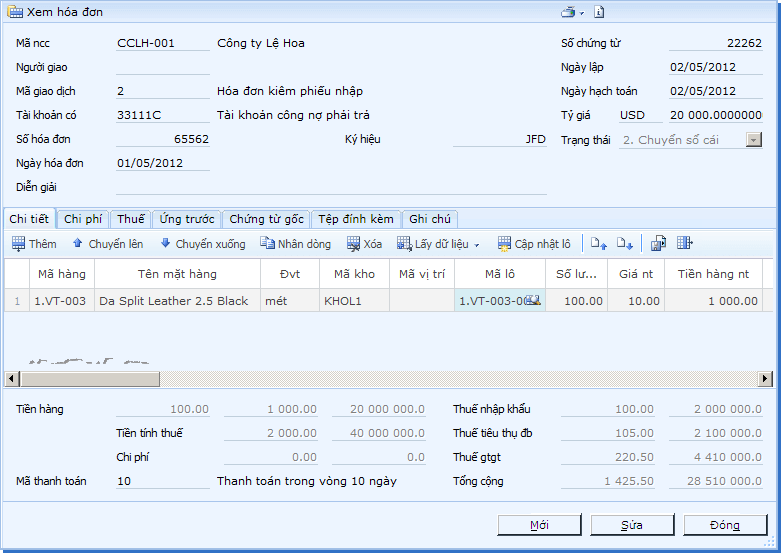 Xem hóa đơn
Mã ncc CCLH-001 Công ty Lệ Hoa Số chứng từ 22262
Người giao Ngày lập 02/05/2012
Mã giao dịch 2 Hóa đơn kiêm phiếu nhập Ngày hạch toán 02/05/2012
Tài khoản có 33111C Tài khoản công nợ phải trả Tỷ giá USD 20 000.0000000
Số hóa đơn 65562 Ký hiệu JFD Trạng thái 2. Chuyển sổ cái
Ngày hóa đơn 01/05/2012
Diễn giải
Chi tiết Chi phí Thuế Ứng trước Chứng từ gốc Tệp đính kèm Ghi chú
Thêm Chuyển lên Chuyển xuống Nhân dòng Xóa Lấy dữ liệu Cập nhật lô
Mã hàng Tên mặt hàng Đvt Mã kho Mã vị trí Mã lô Số lư... Giá nt Tiền hàng nt
1 1.VT-003 Da Split Leather 2.5 Black mét KHOL1 1.VT-003-0 100.00 10.00 1 000.00
Tiền hàng 100.00 1 000.00 20 000 000.0 Thuế nhập khẩu 100.00 2 000 000.0
Tiền tính thuế 2 000.00 40 000 000.0 Thuế tiêu thụ đb 105.00 2 100 000.0
Chi phí 0.00 0.0 Thuế gtgt 220.50 4 410 000.0
Mã thanh toán 10 Thanh toán trong vòng 10 ngày Tổng cộng 1 425.50 28 510 000.0
Mới Sửa Đóng